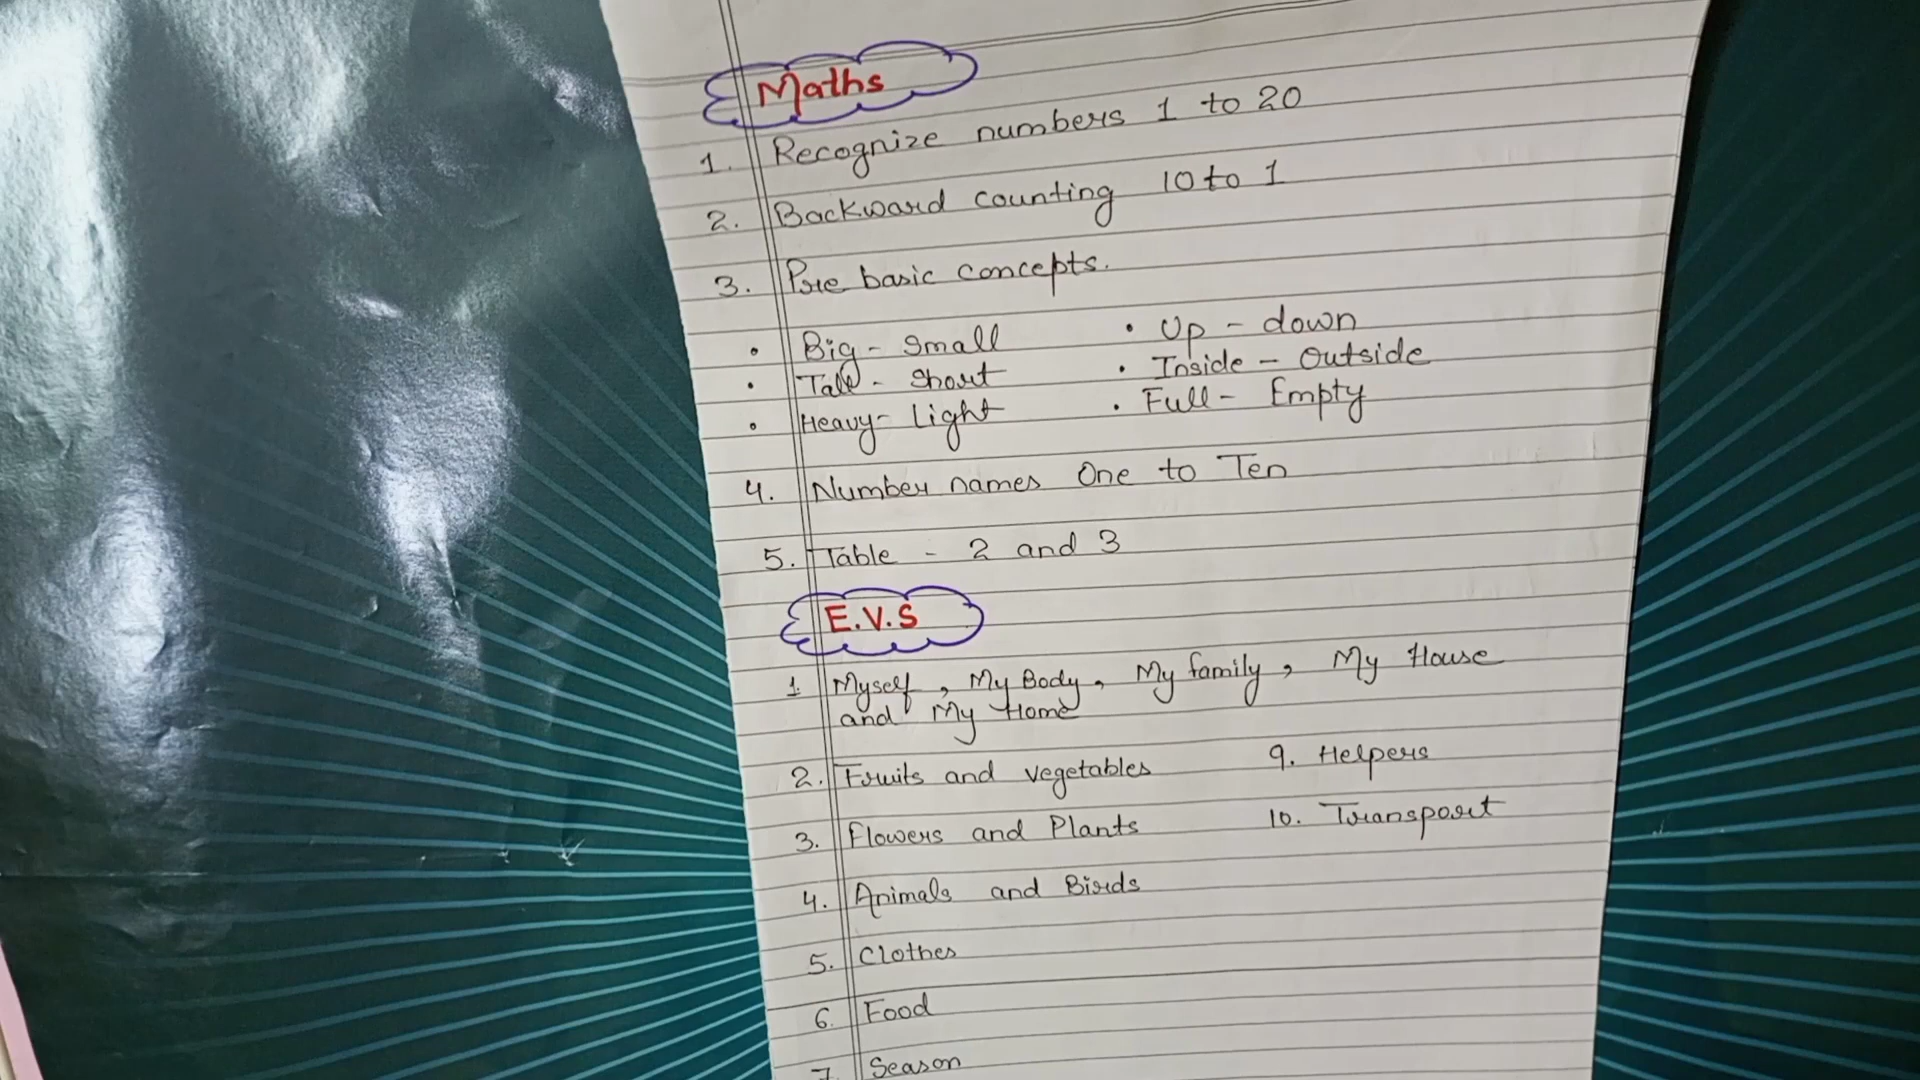 Maths
1. Recognize numbers 1 to 20
2. Backward counting 10 to 1
3. Pre basic concepts.
• Big - Small • Up - down
• Tall - Short • Inside - Outside
• Heavy - Light • Full - Empty
4. Number names One to Ten
5. Table - 2 and 3
E.V.S
1. Myself, My Body, My family, My House
and My Home
2. Fruits and vegetables 9. Helpers
3. Flowers and Plants 10. Transport
4. Animals and Birds
5. Clothes
6. Food
7. Season